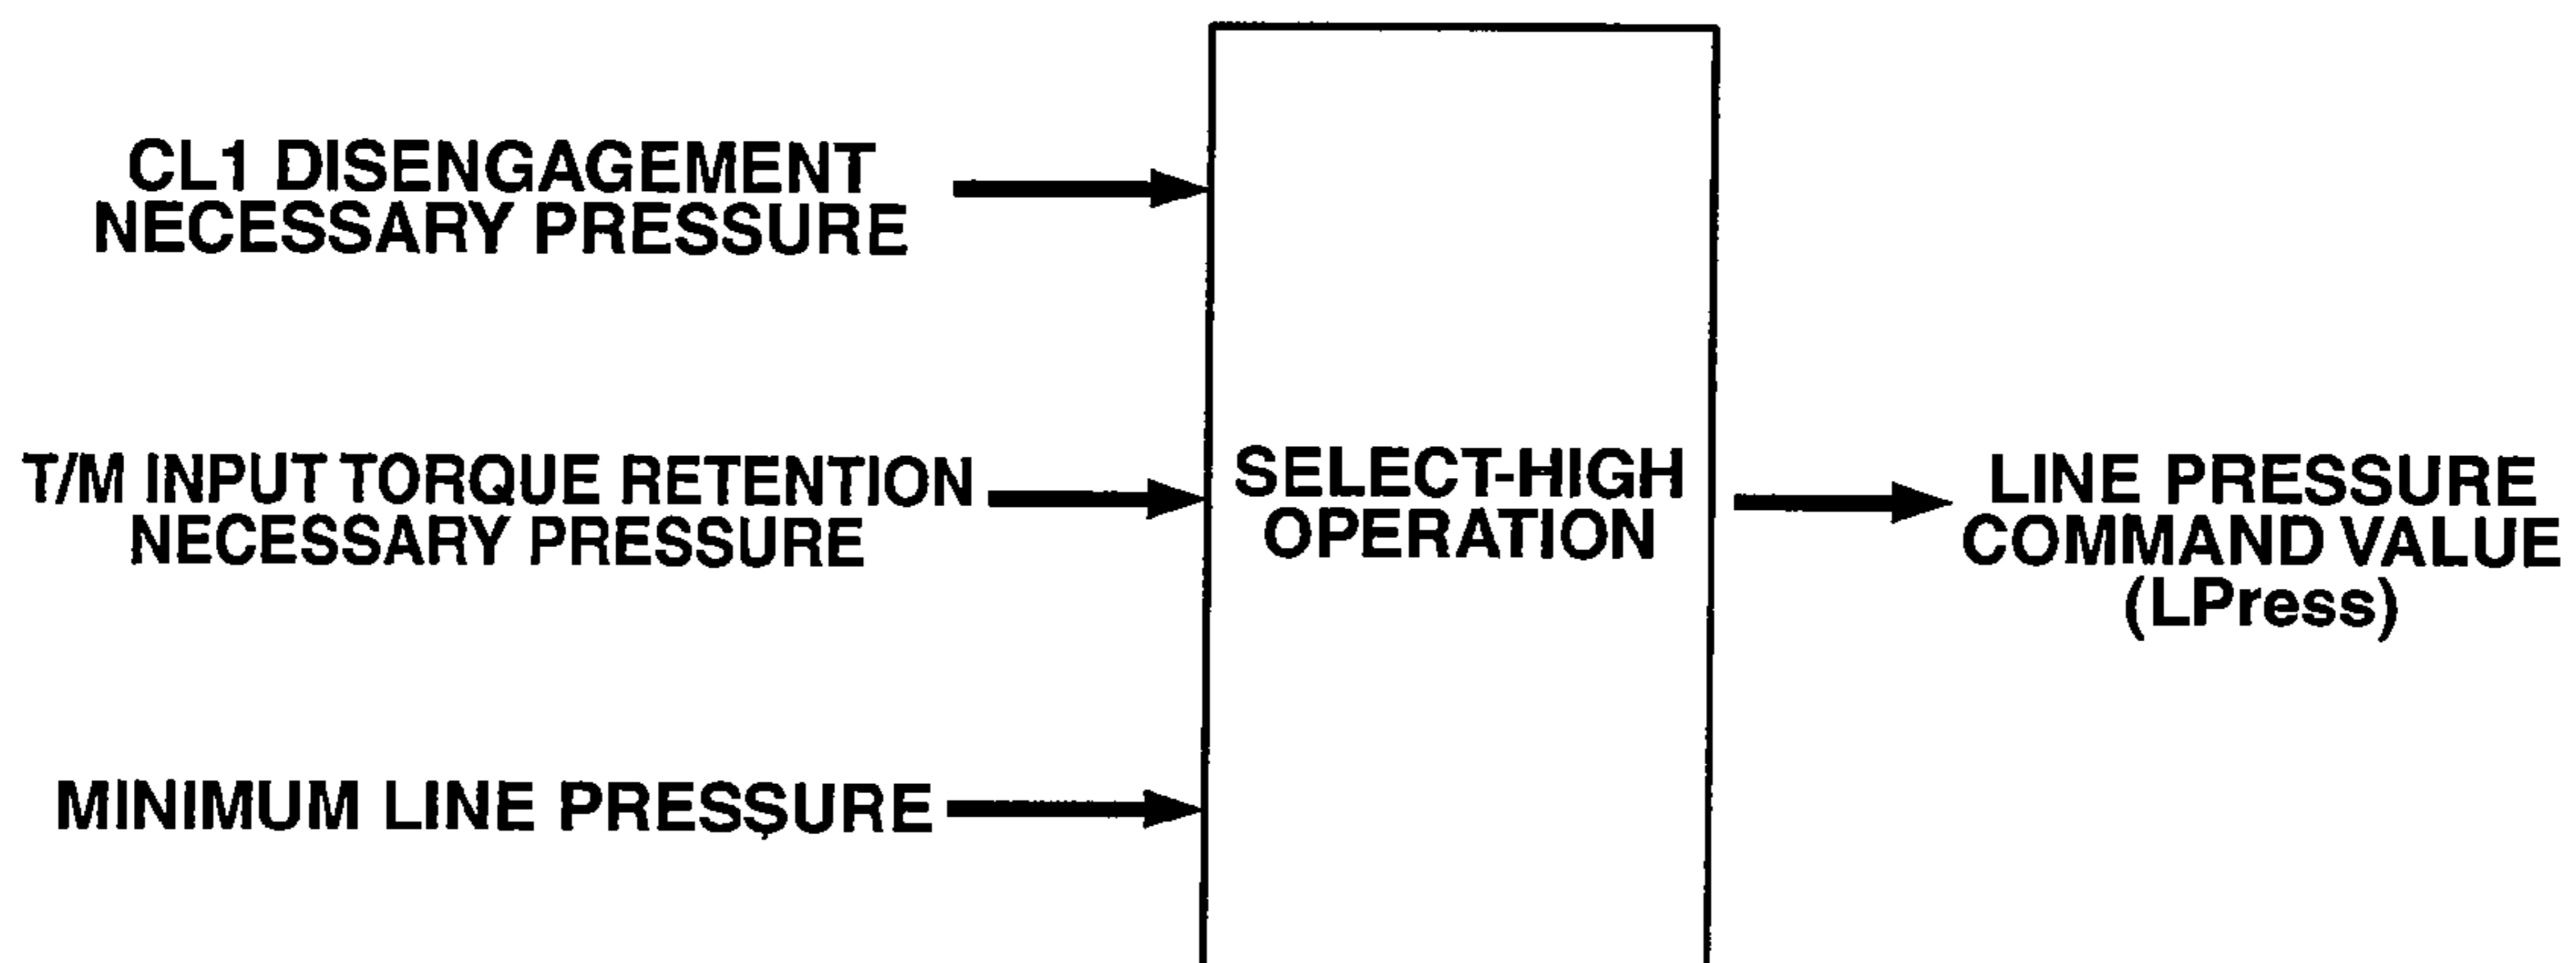 CL1 DISENGAGEMENT
NECESSARY PRESSURE
T/M INPUT TORQUE RETENTION
NECESSARY PRESSURE
MINIMUM LINE PRESSURE
SELECT-HIGH
OPERATION
LINE PRESSURE
COMMAND VALUE
(LPress)